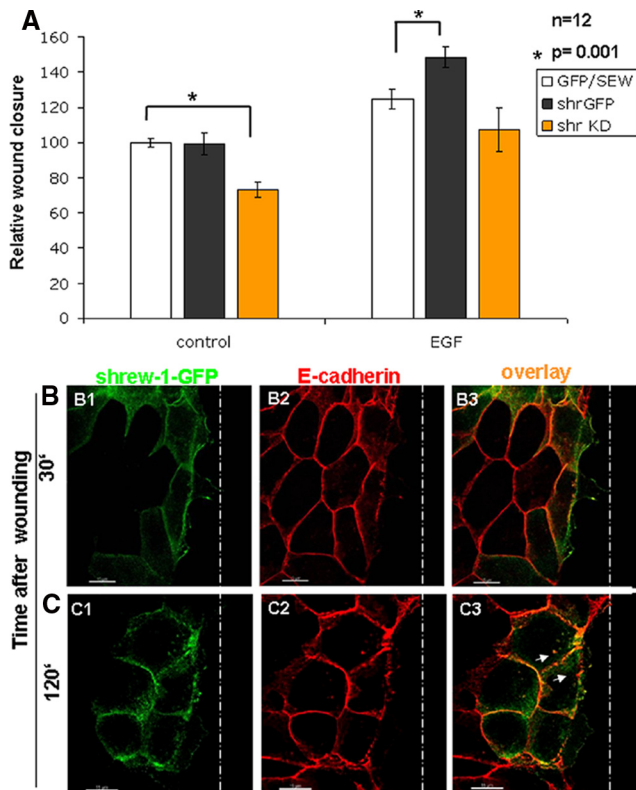 A
n=12
* p= 0.001
GFP/SEW
shrGFP
shr KD
Relative wound closure
160
140
120
100
80
60
40
20
0
*
*
control
EGF
shrew-1-GFP
E-cadherin
overlay
Time after wounding
B
30‘
B1
B2
B3
C
120‘
C1
C2
C3